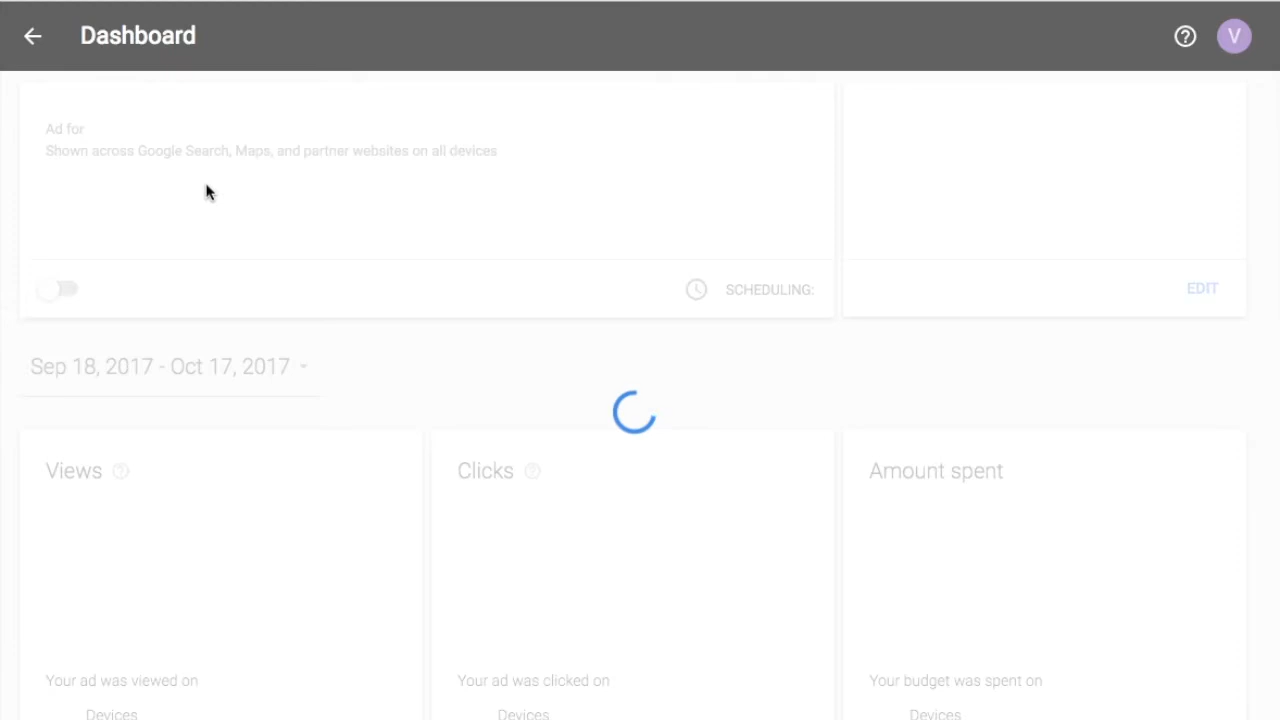 Dashboard
V
Ad for
Shown across Google Search, Maps, and partner websites on all devices
SCHEDULING:
EDIT
Sep 18, 2017 - Oct 17, 2017
Views
Clicks
Amount spent
Your ad was viewed on
Your ad was clicked on
Your budget was spent on
Devices
Devices
Devices